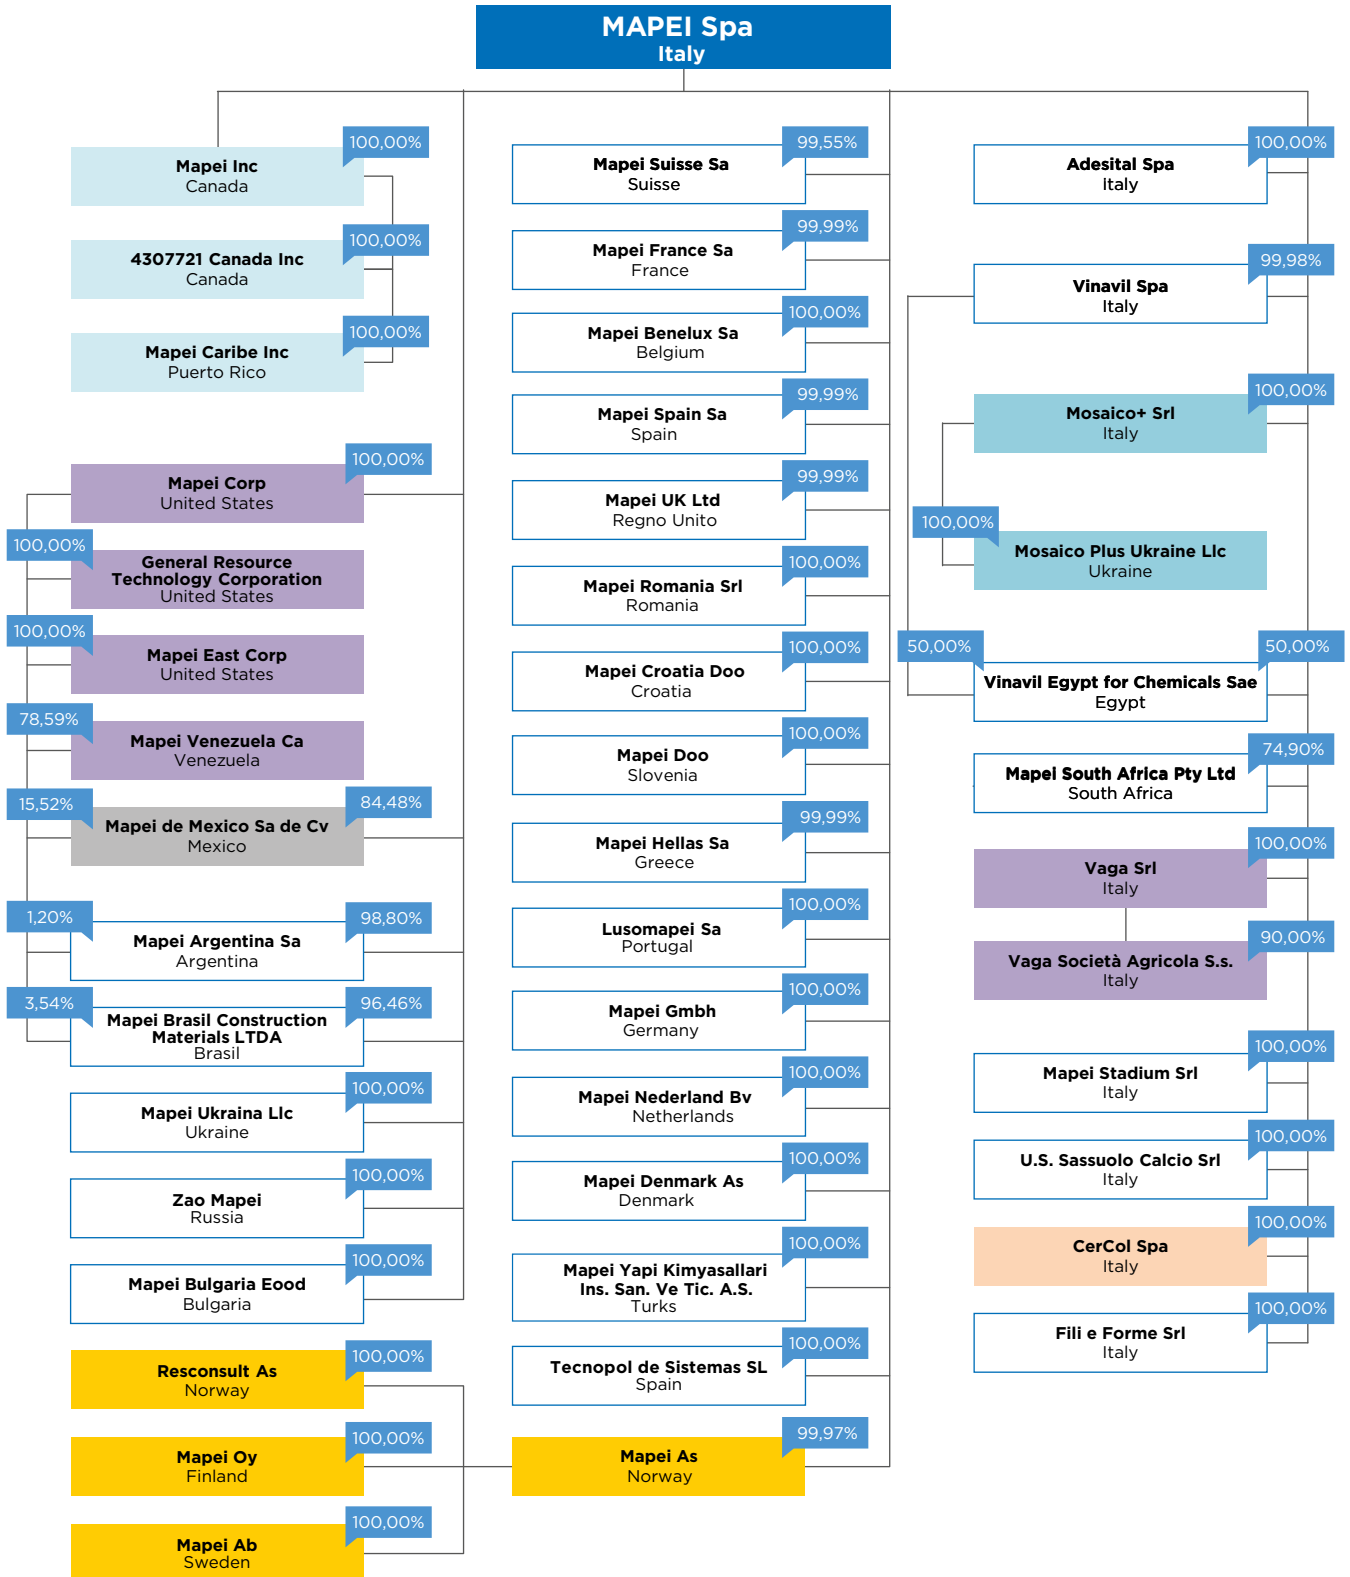 MAPEI Spa
Italy
100,00%
Mapei Inc
Canada
100,00%
4307721 Canada Inc
Canada
100,00%
Mapei Caribe Inc
Puerto Rico
100,00%
Mapei Corp
United States
100,00%
General Resource
Technology Corporation
United States
100,00%
Mapei East Corp
United States
78,59%
Mapei Venezuela Ca
Venezuela
15,52%
84,48%
Mapei de Mexico Sa de Cv
Mexico
1,20%
98,80%
Mapei Argentina Sa
Argentina
3,54%
96,46%
Mapei Brasil Construction
Materials LTDA
Brasil
100,00%
Mapei Ukraina Llc
Ukraine
100,00%
Zao Mapei
Russia
100,00%
Mapei Bulgaria Eood
Bulgaria
100,00%
Resconsult As
Norway
100,00%
Mapei Oy
Finland
100,00%
Mapei Ab
Sweden
99,55%
Mapei Suisse Sa
Suisse
99,99%
Mapei France Sa
France
100,00%
Mapei Benelux Sa
Belgium
99,99%
Mapei Spain Sa
Spain
99,99%
Mapei UK Ltd
Regno Unito
100,00%
Mapei Romania Srl
Romania
100,00%
Mapei Croatia Doo
Croatia
100,00%
Mapei Doo
Slovenia
99,99%
Mapei Hellas Sa
Greece
100,00%
Lusomapei Sa
Portugal
100,00%
Mapei Gmbh
Germany
100,00%
Mapei Nederland Bv
Netherlands
100,00%
Mapei Denmark As
Denmark
100,00%
Mapei Yapi Kimyasallari
Ins. San. Ve Tic. A.S.
Turks
100,00%
Tecnopol de Sistemas SL
Spain
99,97%
Mapei As
Norway
100,00%
Adesital Spa
Italy
99,98%
Vinavil Spa
Italy
100,00%
Mosaico+ Srl
Italy
100,00%
Mosaico Plus Ukraine Llc
Ukraine
50,00%
50,00%
Vinavil Egypt for Chemicals Sae
Egypt
74,90%
Mapei South Africa Pty Ltd
South Africa
100,00%
Vaga Srl
Italy
90,00%
Vaga Società Agricola S.s.
Italy
100,00%
Mapei Stadium Srl
Italy
100,00%
U.S. Sassuolo Calcio Srl
Italy
100,00%
CerCol Spa
Italy
100,00%
Fili e Forme Srl
Italy